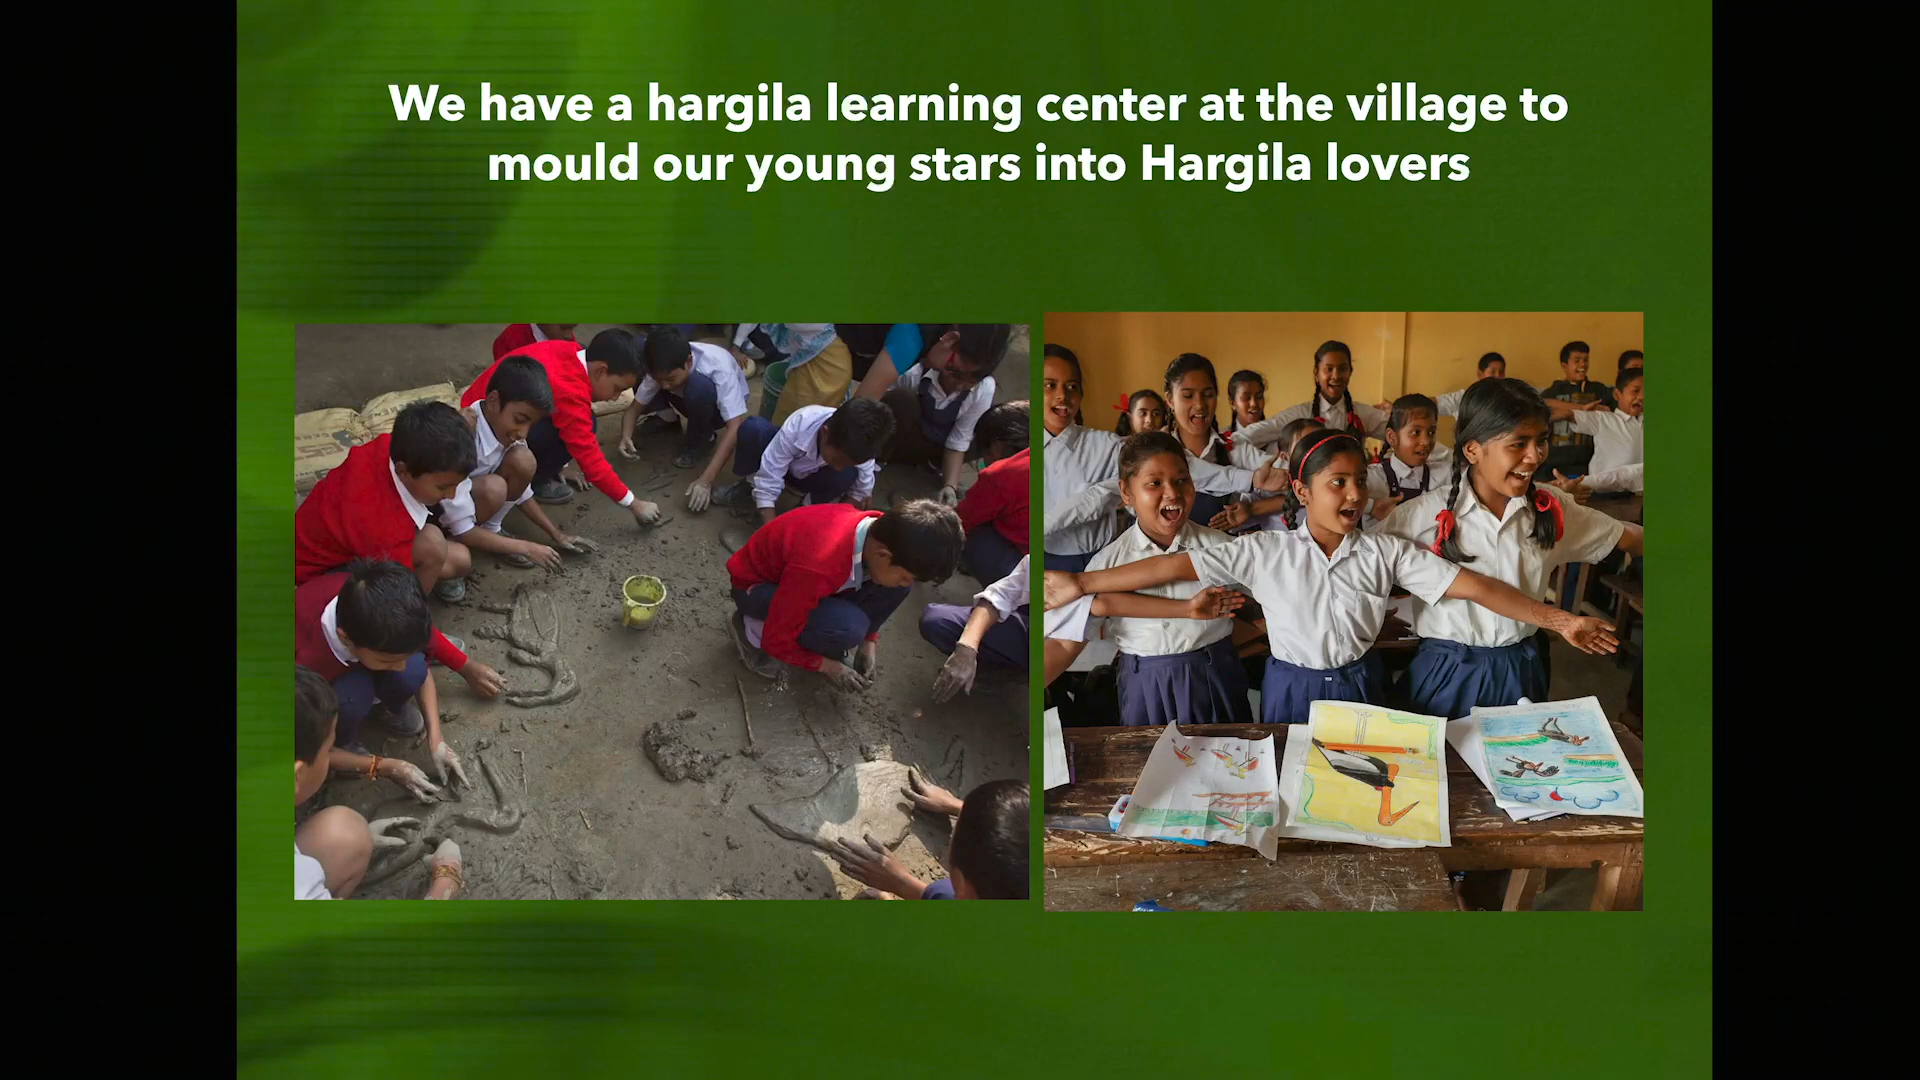 We have a hargila learning center at the village to
mould our young stars into Hargila lovers